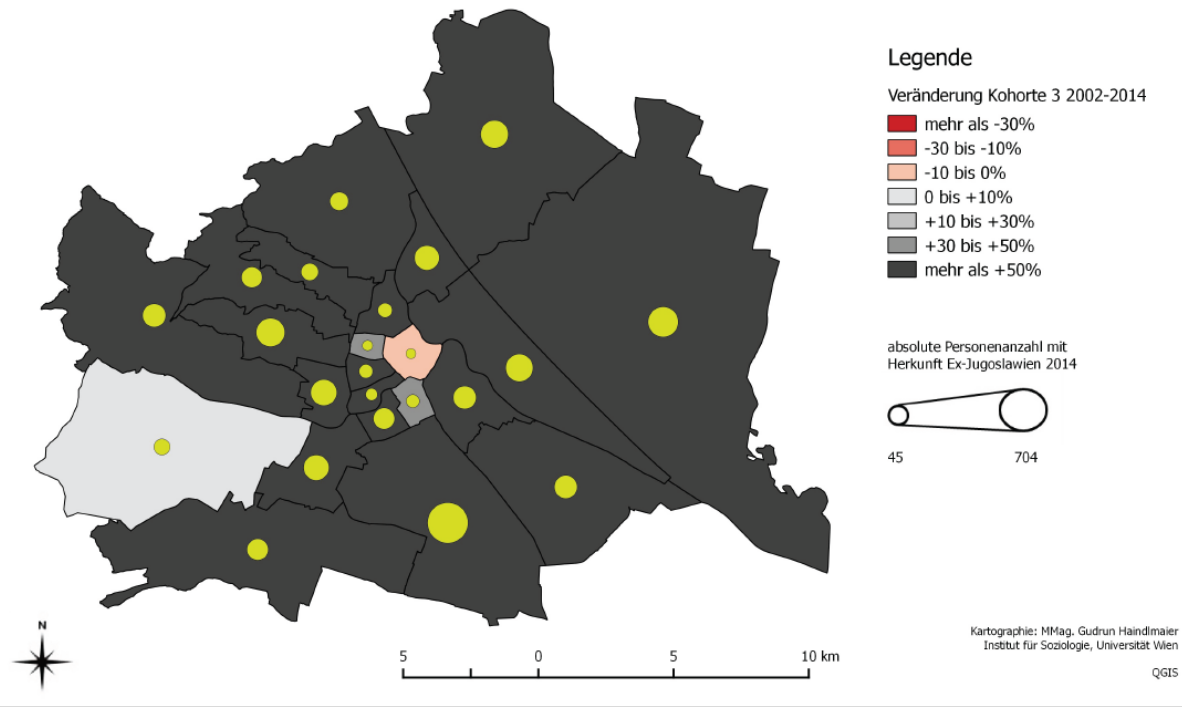 Legende
Veränderung Kohorte 3 2002-2014
mehr als -30%
-30 bis -10%
-10 bis 0%
0 bis +10%
+10 bis +30%
+30 bis +50%
mehr als +50%
absolute Personenanzahl mit
Herkunft Ex-Jugoslawien 2014
45 704
N
5 0 5 10 km
Kartographie: MMag. Gudrun Haindlmaier
Institut für Soziologie, Universität Wien
QGIS